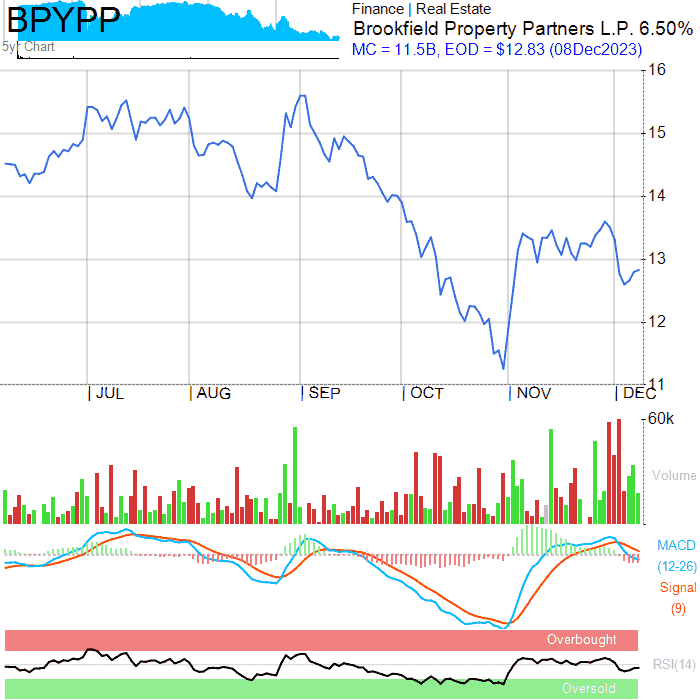 BPYPP
Finance | Real Estate
Brookfield Property Partners L.P. 6.50%
5yr Chart
MC = 11.5B, EOD = $12.83 (08Dec2023)
16
15
14
13
12
11
JUL AUG SEP OCT NOV DEC
60k
Volume
MACD
(12-26)
Signal
(9)
Overbought
RSI(14)
Oversold